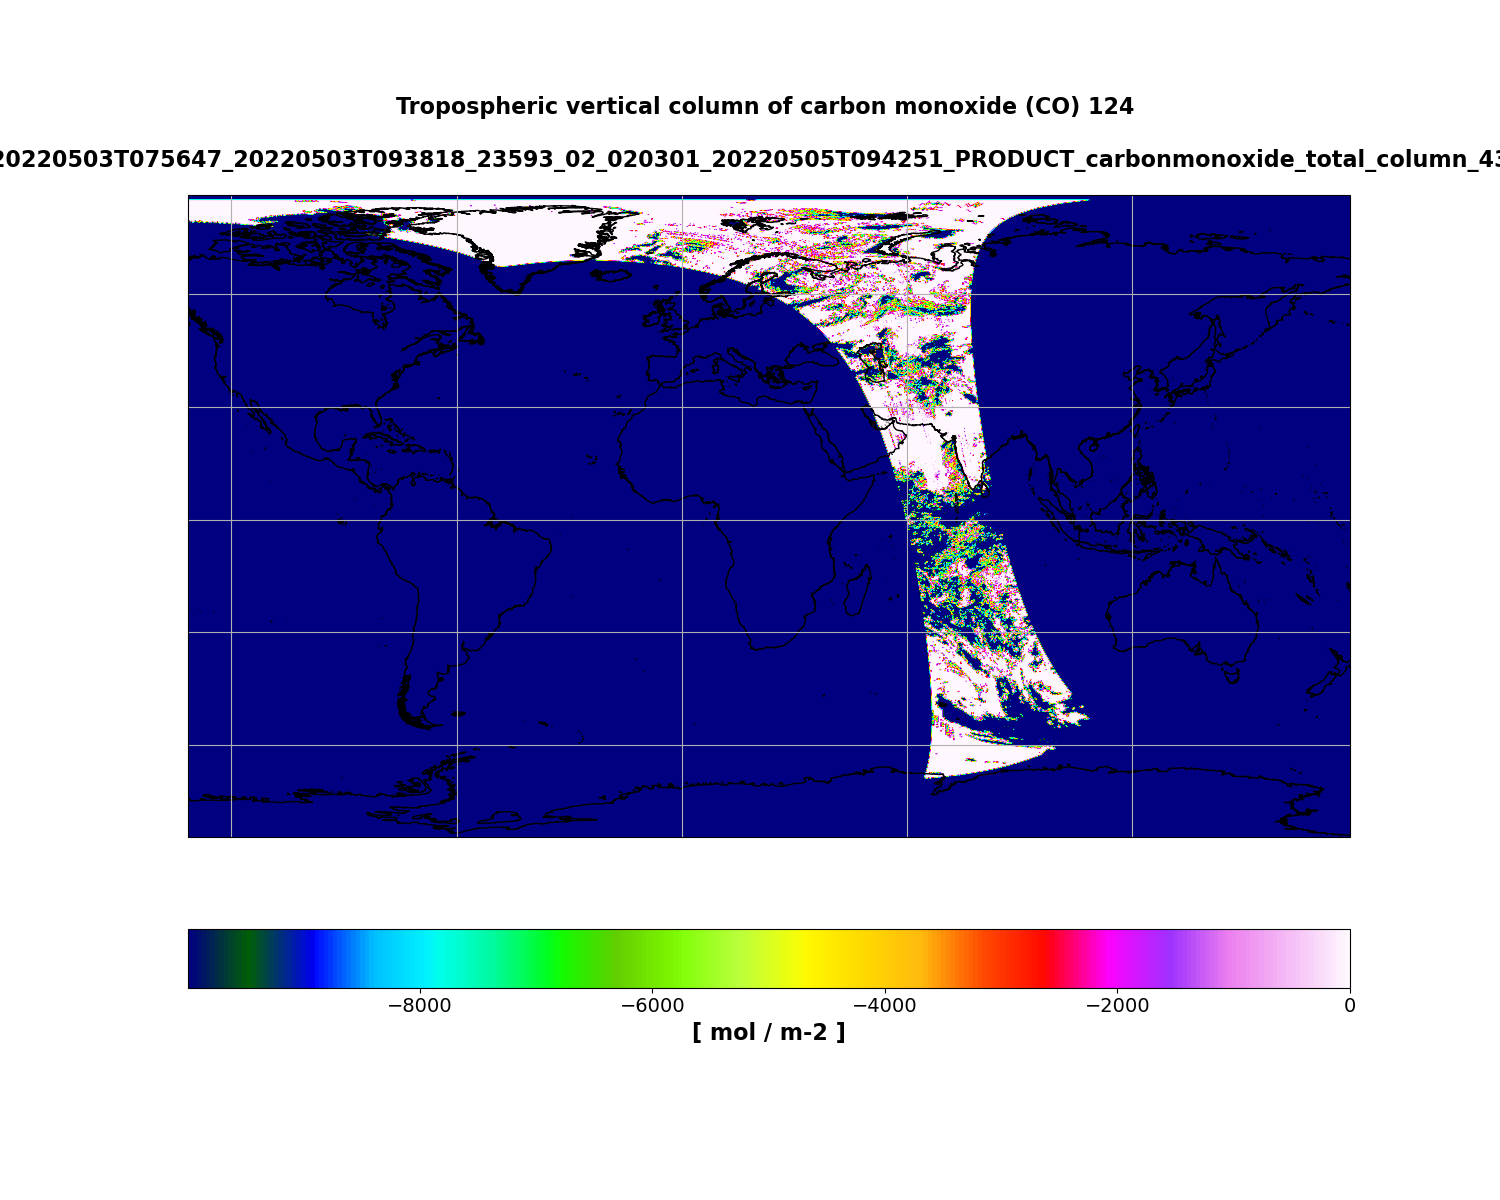 Tropospheric vertical column of carbon monoxide (CO) 124
20220503T075647_20220503T093818_23593_02_020301_20220505T094251_PRODUCT_carbonmonoxide_total_column_43
−8000 −6000 −4000 −2000 0
[ mol / m-2 ]